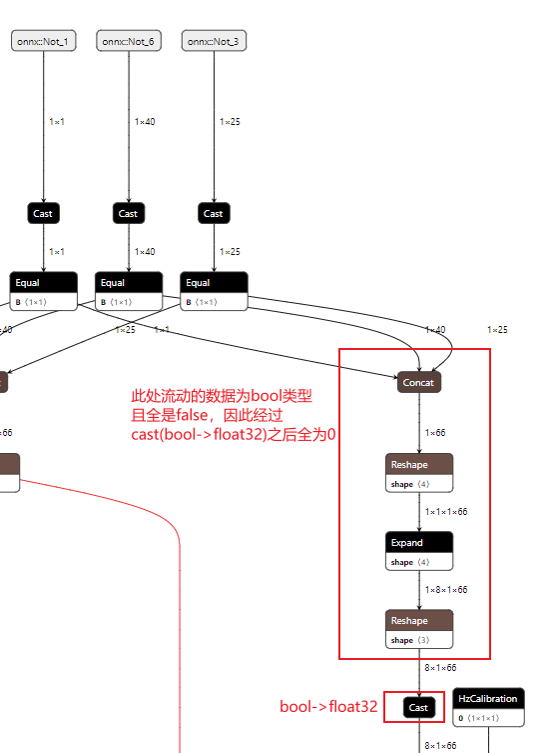 onnx::Not_1 onnx::Not_6 onnx::Not_3
1×1 1×40 1×25
Cast Cast Cast
1×1 1×40 1×25
Equal Equal Equal
B ⟨1×1⟩ B ⟨1×1⟩ B ⟨1×1⟩
×40 1×25 1×1 1×40 1×25
Concat
此处流动的数据为bool类型
且全是false，因此经过
cast(bool->float32)之后全为0
×66 1×66
Reshape
shape ⟨4⟩
1×1×1×66
Expand
shape ⟨4⟩
1×8×1×66
Reshape
shape ⟨3⟩
8×1×66
bool->float32 Cast HzCalibration
0 ⟨1×1×1⟩
8×1×66